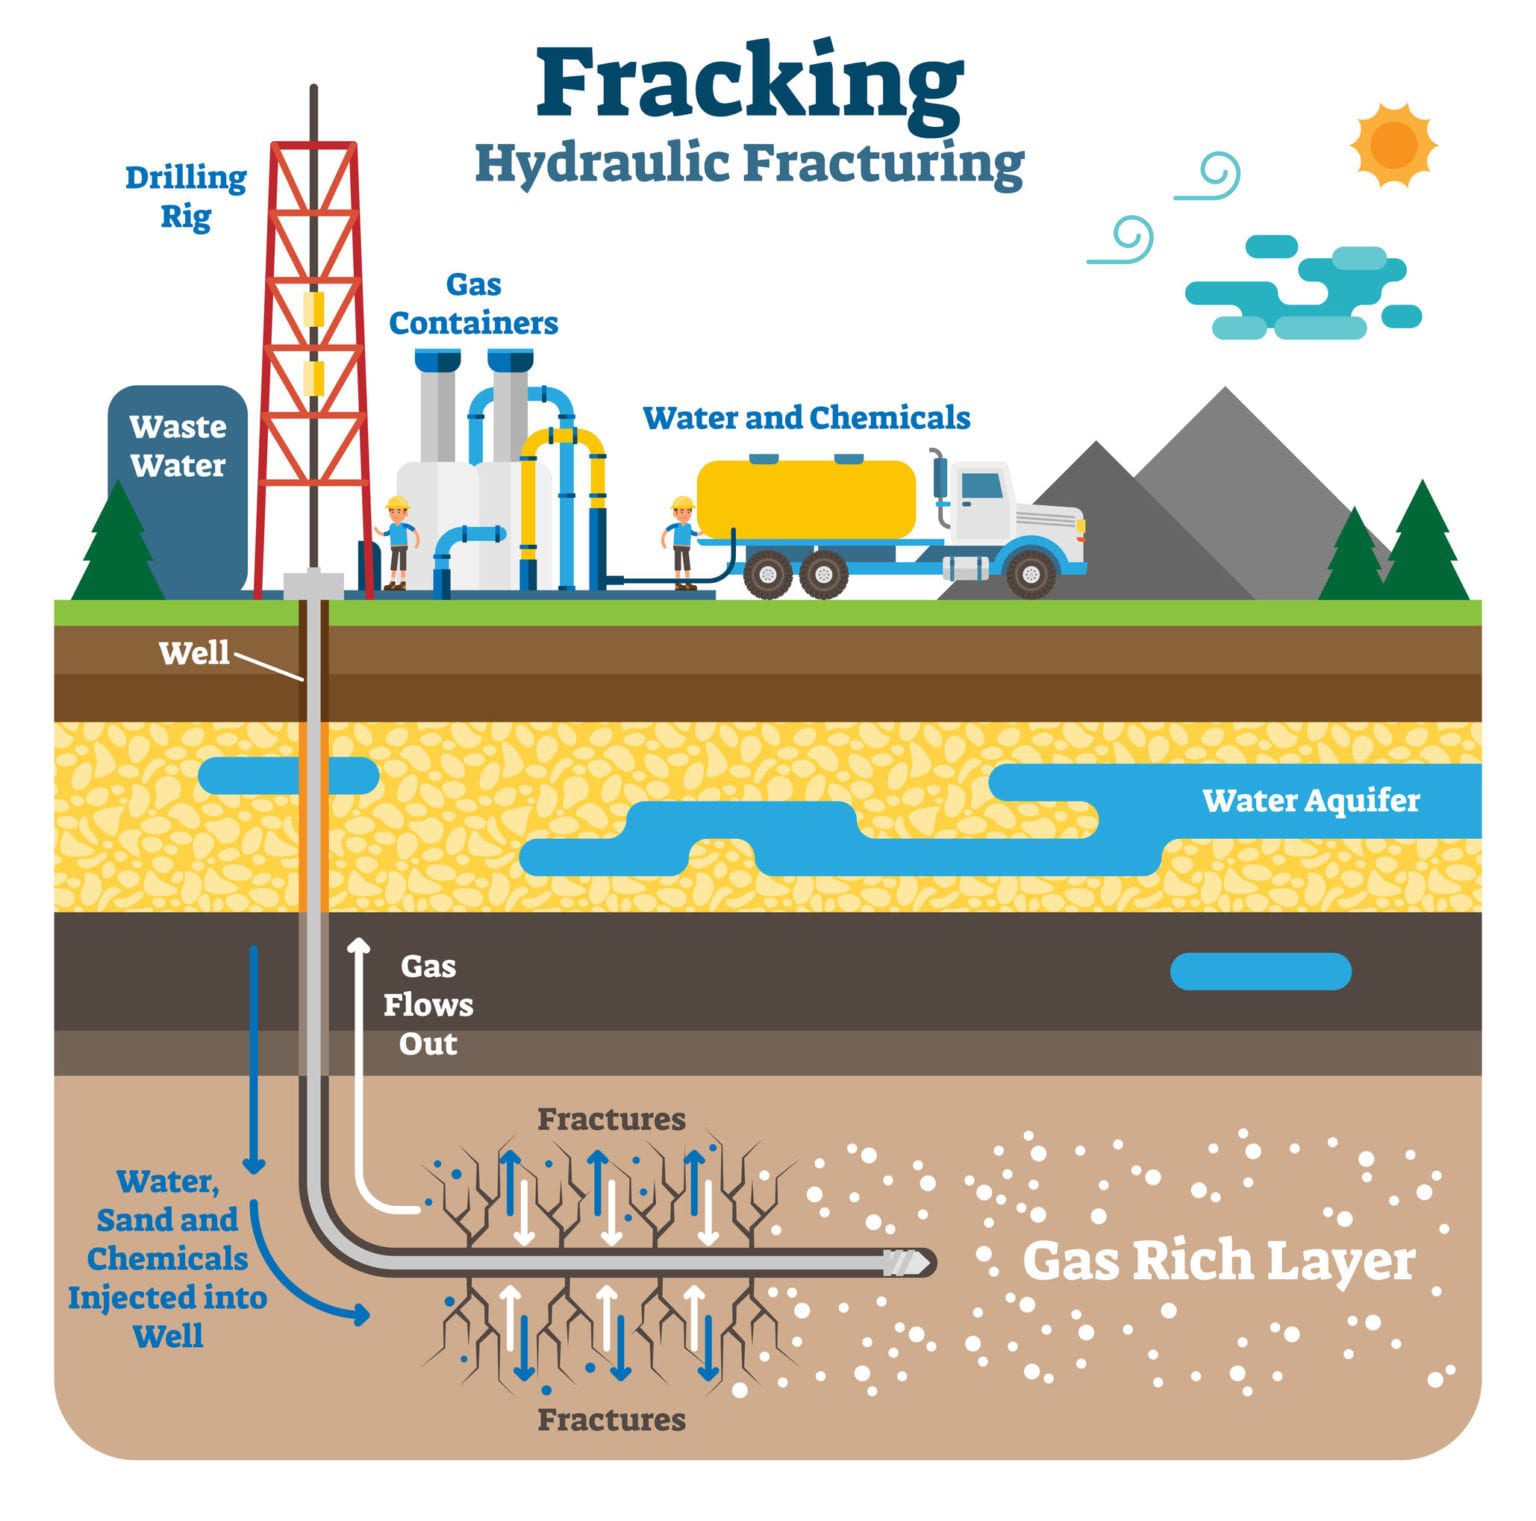 Fracking
Hydraulic Fracturing
Drilling
Rig
Gas
Containers
Waste
Water
Water and Chemicals
Well
Water Aquifer
Gas
Flows
Out
Fractures
Water,
Sand and
Chemicals
Injected into
Well
Gas Rich Layer
Fractures